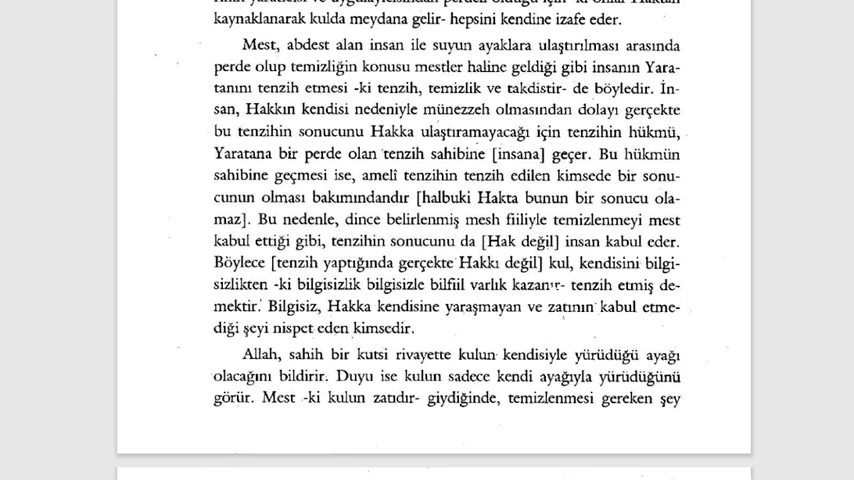 kaynaklanarak kulda meydana gelir- hepsini kendine izafe eder.
Mest, abdest alan insan ile suyun ayaklara ulaştırılması arasında
perde olup temizliğin konusu mestler haline geldiği gibi insanın Yara-
tanını tenzih etmesi -ki tenzih, temizlik ve takdistir- de böyledir. İn-
san, Hakkın kendisi nedeniyle münezzeh olmasından dolayı gerçekte
bu tenzihin sonucunu Hakka ulaştıramayacağı için tenzihin hükmü,
Yaratana bir perde olan tenzih sahibine [insana] geçer. Bu hükmün
sahibine geçmesi ise, amelî tenzihin tenzih edilen kimsede bir sonu-
cunun olması bakımındandır [halbuki Hakta bunun bir sonucu ola-
maz]. Bu nedenle, dince belirlenmiş mesh fiiliyle temizlenmeyi mest
kabul ettiği gibi, tenzihin sonucunu da [Hak değil] insan kabul eder.
Böylece [tenzih yaptığında gerçekte Hakkı değil] kul, kendisini bilgi-
sizlikten -ki bilgisizlik bilgisizle bilfiil varlık kazanır- tenzih etmiş de-
mektir. Bilgisiz, Hakka kendisine yaraşmayan ve zatının kabul etme-
diği şeyi nispet eden kimsedir.
Allah, sahih bir kutsi rivayette kulun kendisiyle yürüdüğü ayağı
olacağını bildirir. Duyu ise kulun sadece kendi ayağıyla yürüdüğünü
görür. Mest -ki kulun zatıdır- giydiğinde, temizlenmesi gereken şey